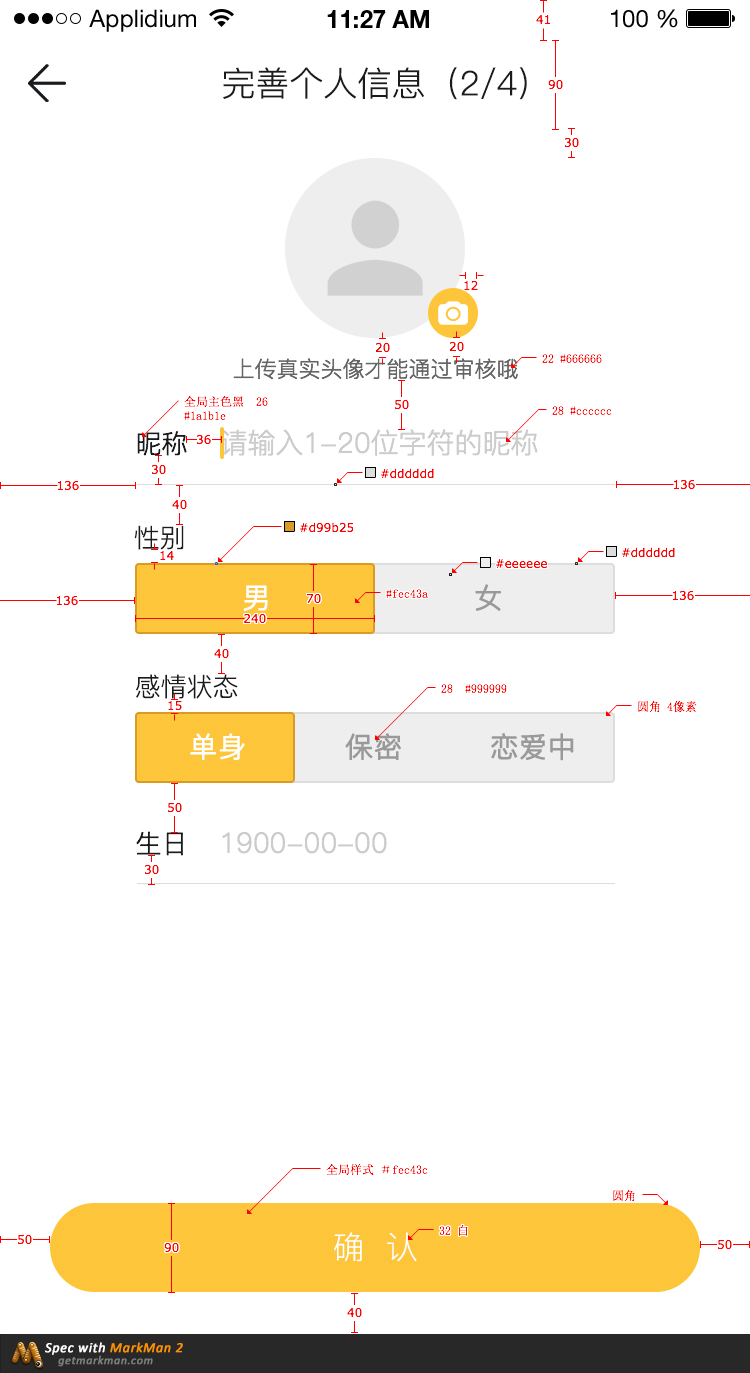 Applidium 11:27 AM 100 %
41
完善个人信息（2/4）
90
30
12
20 20
上传真实头像才能通过审核哦 22 #666666
全局主色黑 26
#1a1b1e
50
28 #cccccc
昵称 36 请输入1-20位字符的昵称
30
#dddddd
136 136
40
#d99b25
性别
14
#eeeeee
#dddddd
136 男 70 #fec43a 女 136
240
40
感情状态 28 #999999
15
圆角 4像素
单身 保密 恋爱中
50
生日 1900-00-00
30
全局样式 #fec43c
圆角
32 白
50 90 确 认 50
40
Spec with MarkMan 2
getmarkman.com